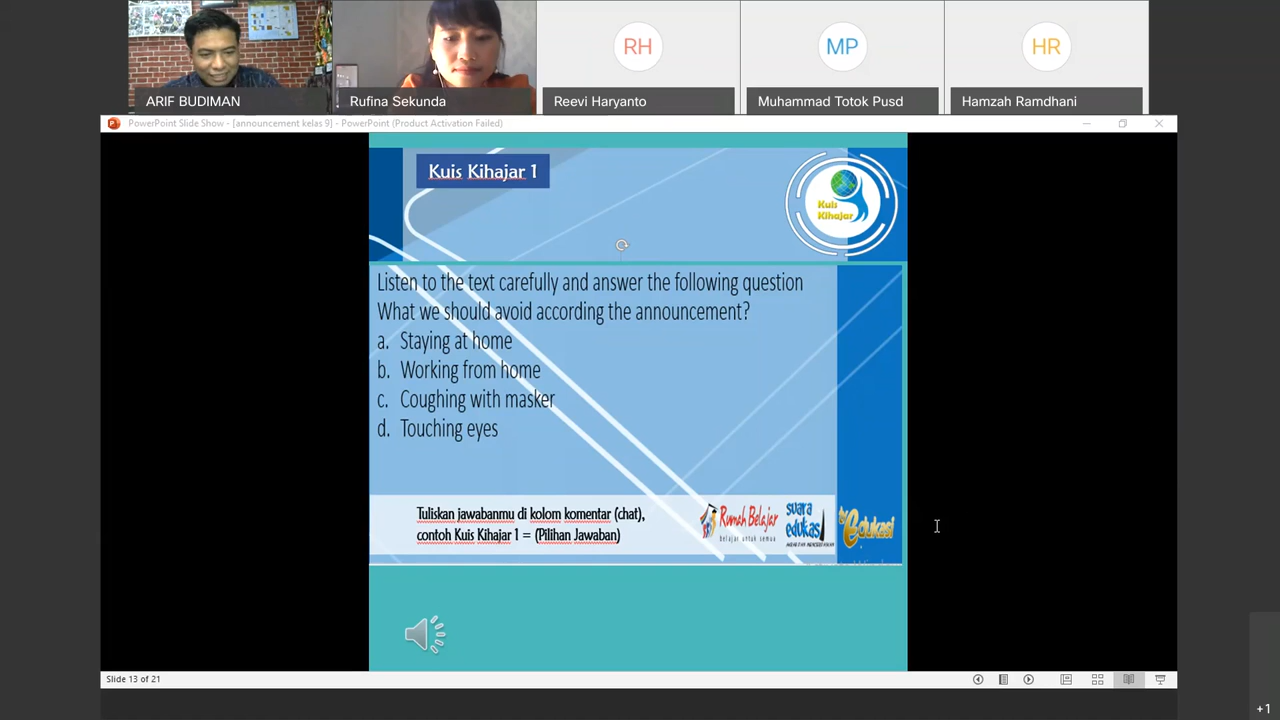 RH
MP
HR
ARIF BUDIMAN
Rufina Sekunda
Reevi Haryanto
Muhammad Totok Pusd
Hamzah Ramdhani
PowerPoint Slide Show - [announcement kelas 9] - PowerPoint (Product Activation Failed)
Kuis Kihajar 1
Kuis
Kihajar
Listen to the text carefully and answer the following question
What we should avoid according the announcement?
a. Staying at home
b. Working from home
c. Coughing with masker
d. Touching eyes
Tuliskan jawabanmu di kolom komentar (chat),
contoh Kuis Kihajar 1 = (Pilihan Jawaban)
Rumah Belajar
belajar untuk semua
suara
edukasi
Edukasi
Slide 13 of 21
+1